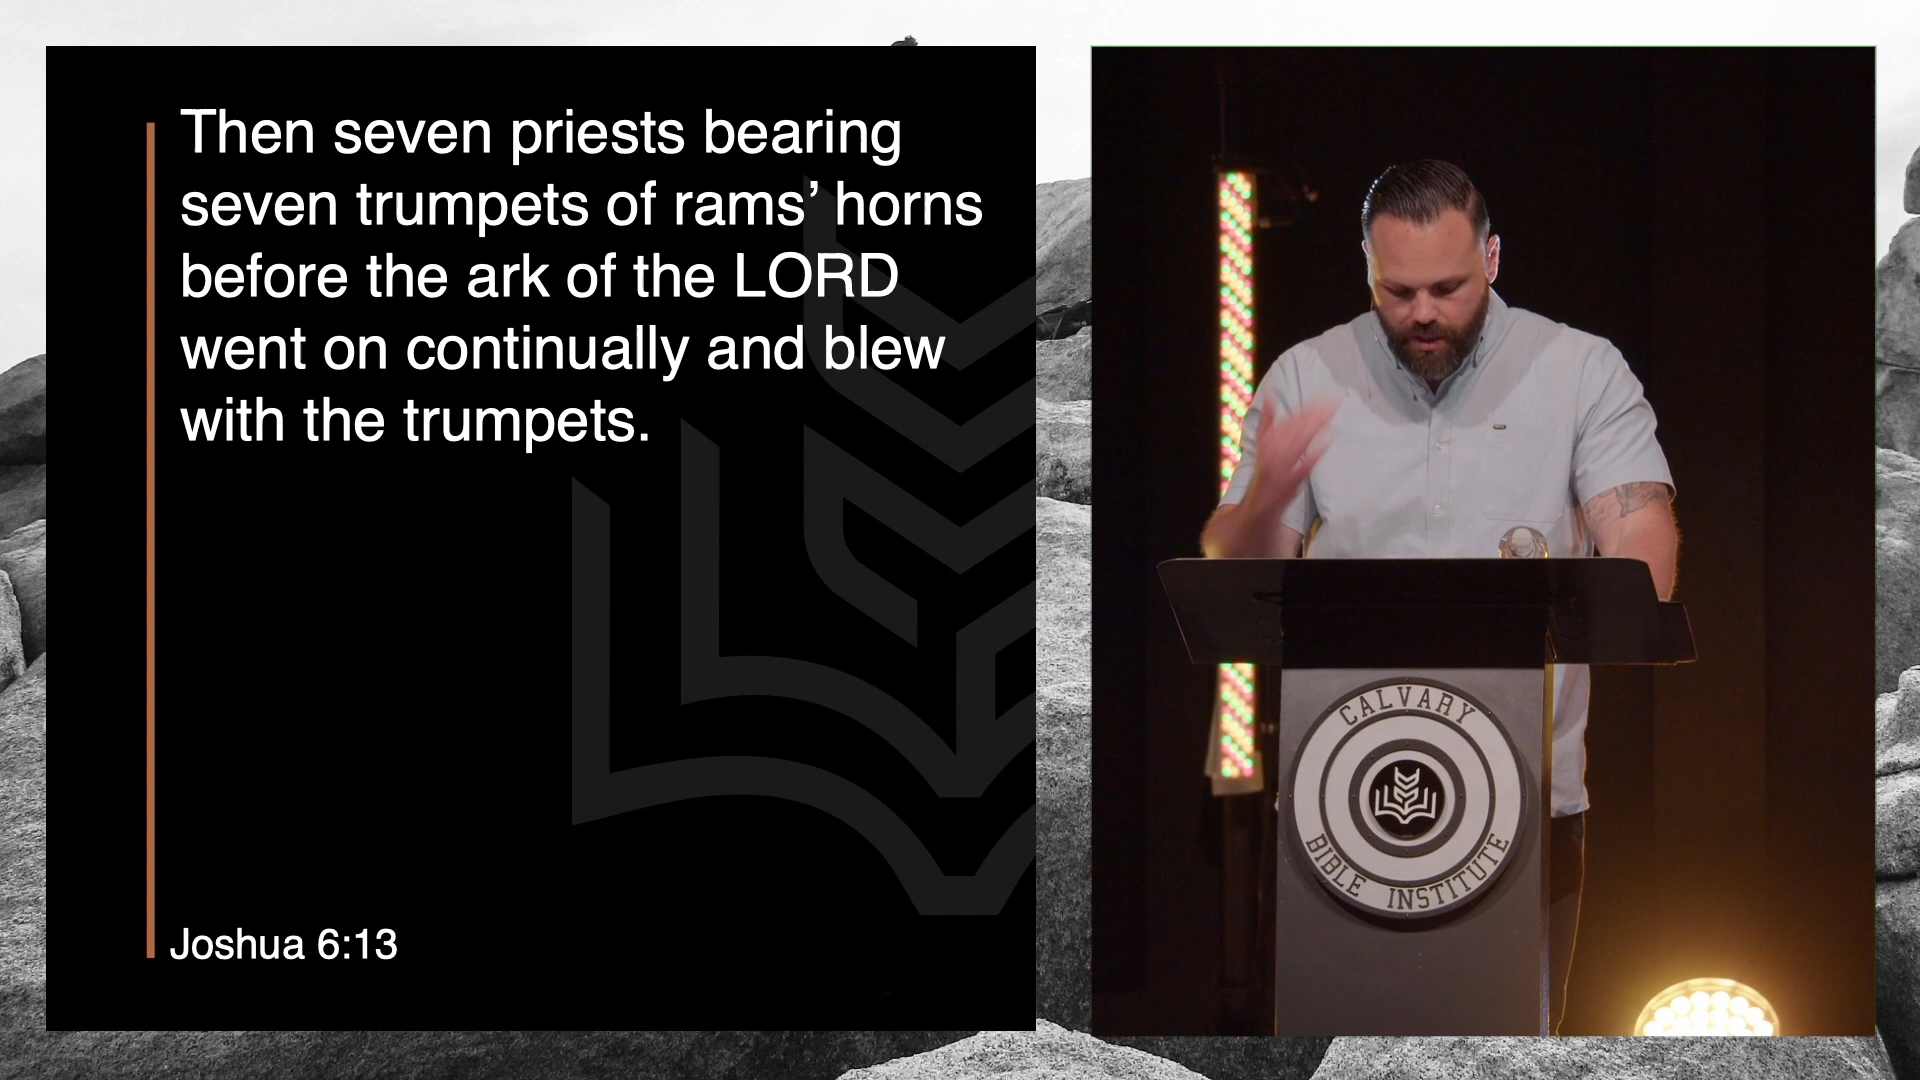 Then seven priests bearing
seven trumpets of rams’ horns
before the ark of the LORD
went on continually and blew
with the trumpets.
Joshua 6:13
CALVARY
BIBLE INSTITUTE